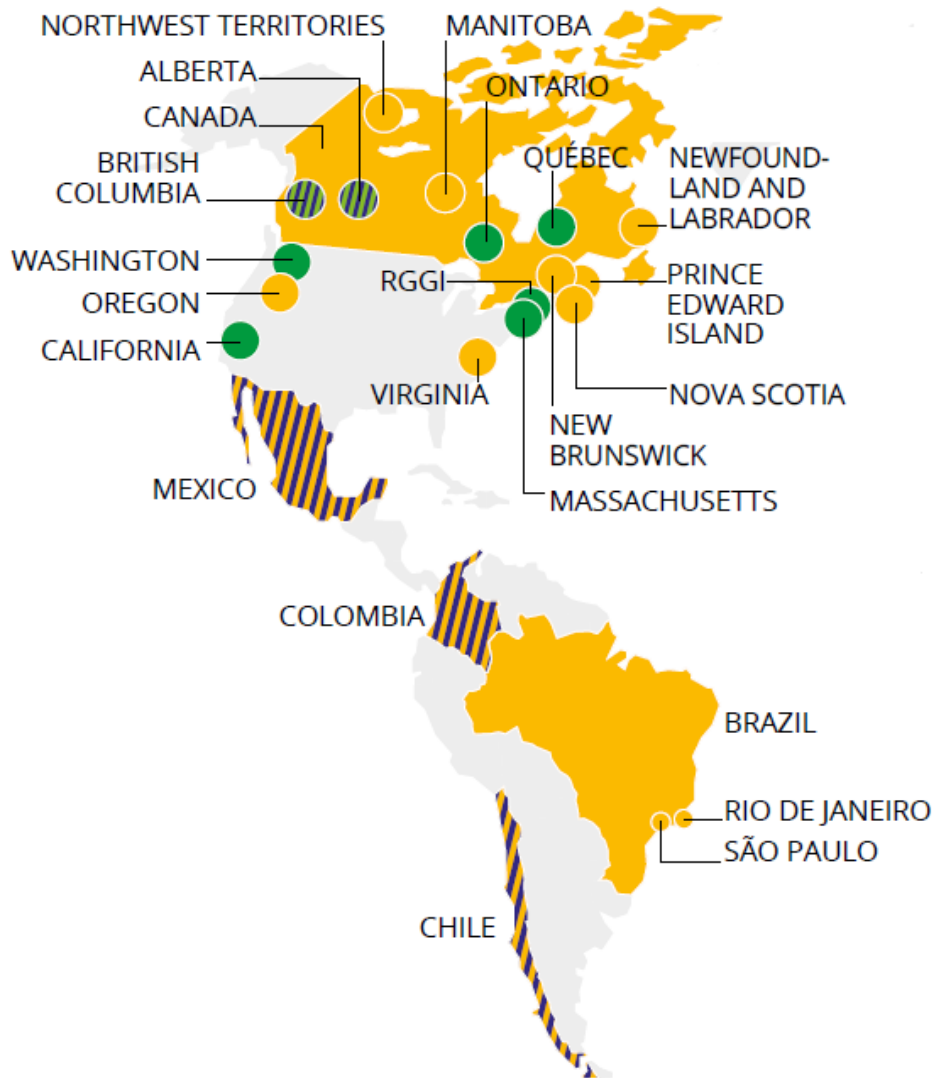 NORTHWEST TERRITORIES
MANITOBA
ALBERTA
ONTARIO
CANADA
BRITISH
COLUMBIA
QUÉBEC
NEWFOUND-
LAND AND
LABRADOR
WASHINGTON
RGGI
PRINCE
EDWARD
ISLAND
OREGON
CALIFORNIA
VIRGINIA
NOVA SCOTIA
NEW
BRUNSWICK
MEXICO
MASSACHUSETTS
COLOMBIA
BRAZIL
RIO DE JANEIRO
SÃO PAULO
CHILE